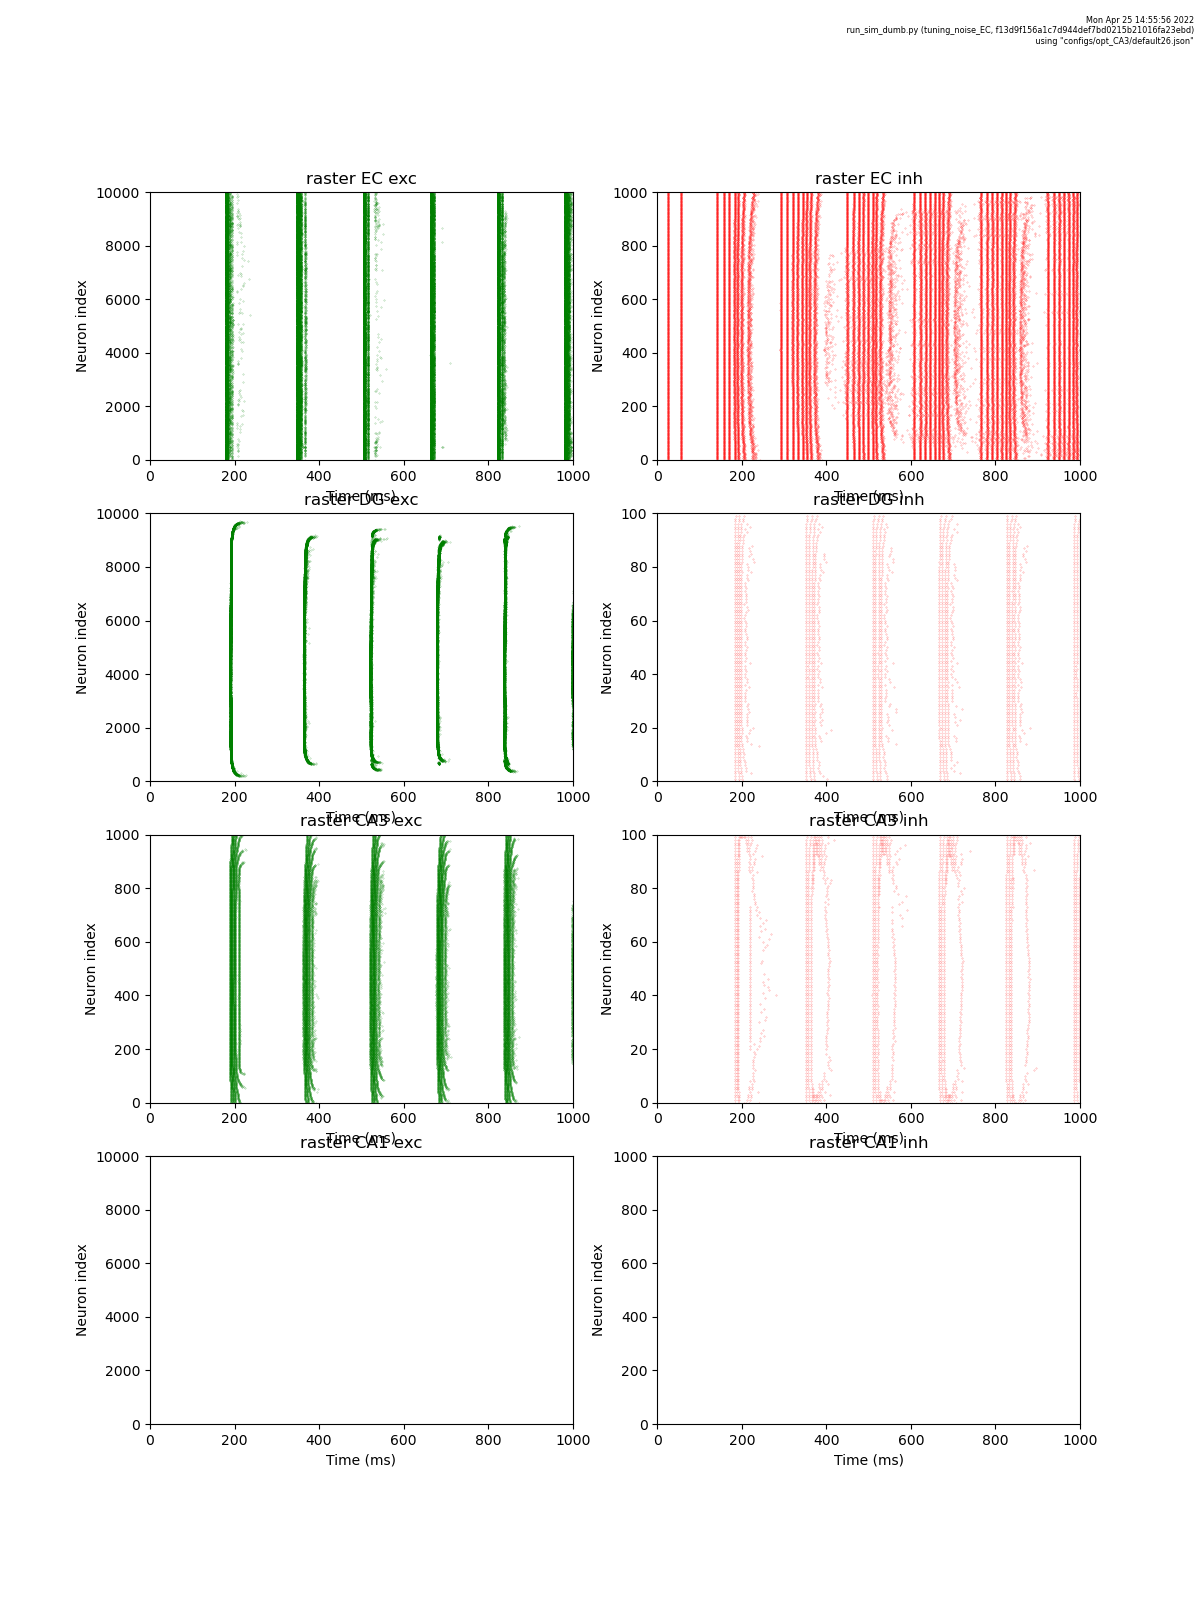 Mon Apr 25 14:55:56 2022
run_sim_dumb.py (tuning_noise_EC, f13d9f156a1c7d944def7bd0215b21016fa23ebd)
using "configs/opt_CA3/default26.json"
raster EC exc
10000
8000
6000
4000
2000
0
Neuron index
0 200 400 600 800 1000
Time (ms)
raster EC inh
1000
800
600
400
200
0
Neuron index
0 200 400 600 800 1000
Time (ms)
raster DG exc
10000
8000
6000
4000
2000
0
Neuron index
0 200 400 600 800 1000
Time (ms)
raster DG inh
100
80
60
40
20
0
Neuron index
0 200 400 600 800 1000
Time (ms)
raster CA3 exc
1000
800
600
400
200
0
Neuron index
0 200 400 600 800 1000
Time (ms)
raster CA3 inh
100
80
60
40
20
0
Neuron index
0 200 400 600 800 1000
Time (ms)
raster CA1 exc
10000
8000
6000
4000
2000
0
Neuron index
0 200 400 600 800 1000
Time (ms)
raster CA1 inh
1000
800
600
400
200
0
Neuron index
0 200 400 600 800 1000
Time (ms)